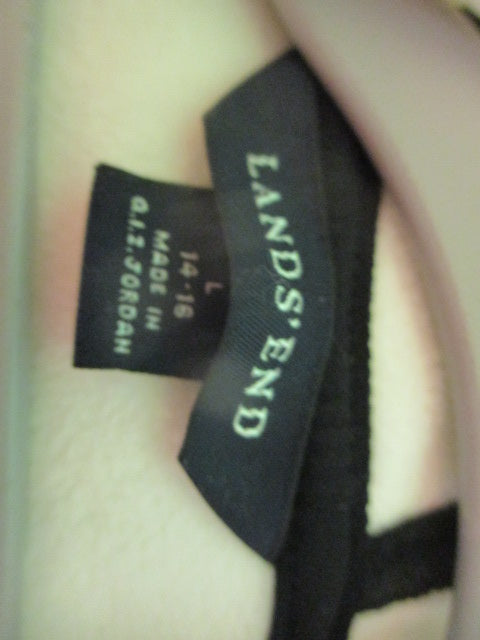 LANDS' END
L
14-16
MADE IN
Q.I.Z. JORDAN